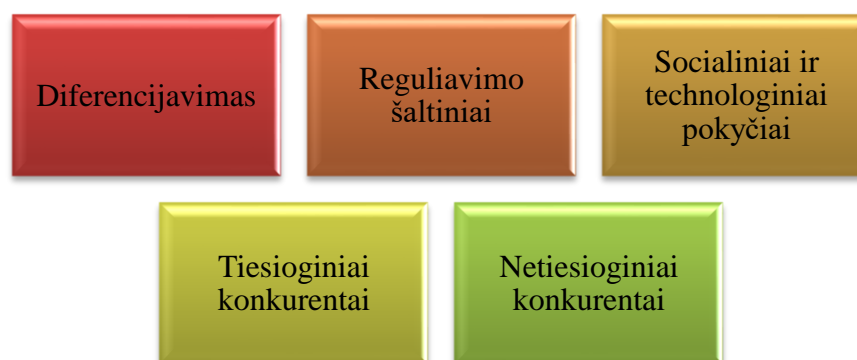 Diferencijavimas
Reguliavimo
šaltiniai
Socialiniai ir
technologiniai
pokyčiai
Tiesioginiai
konkurentai
Netiesioginiai
konkurentai